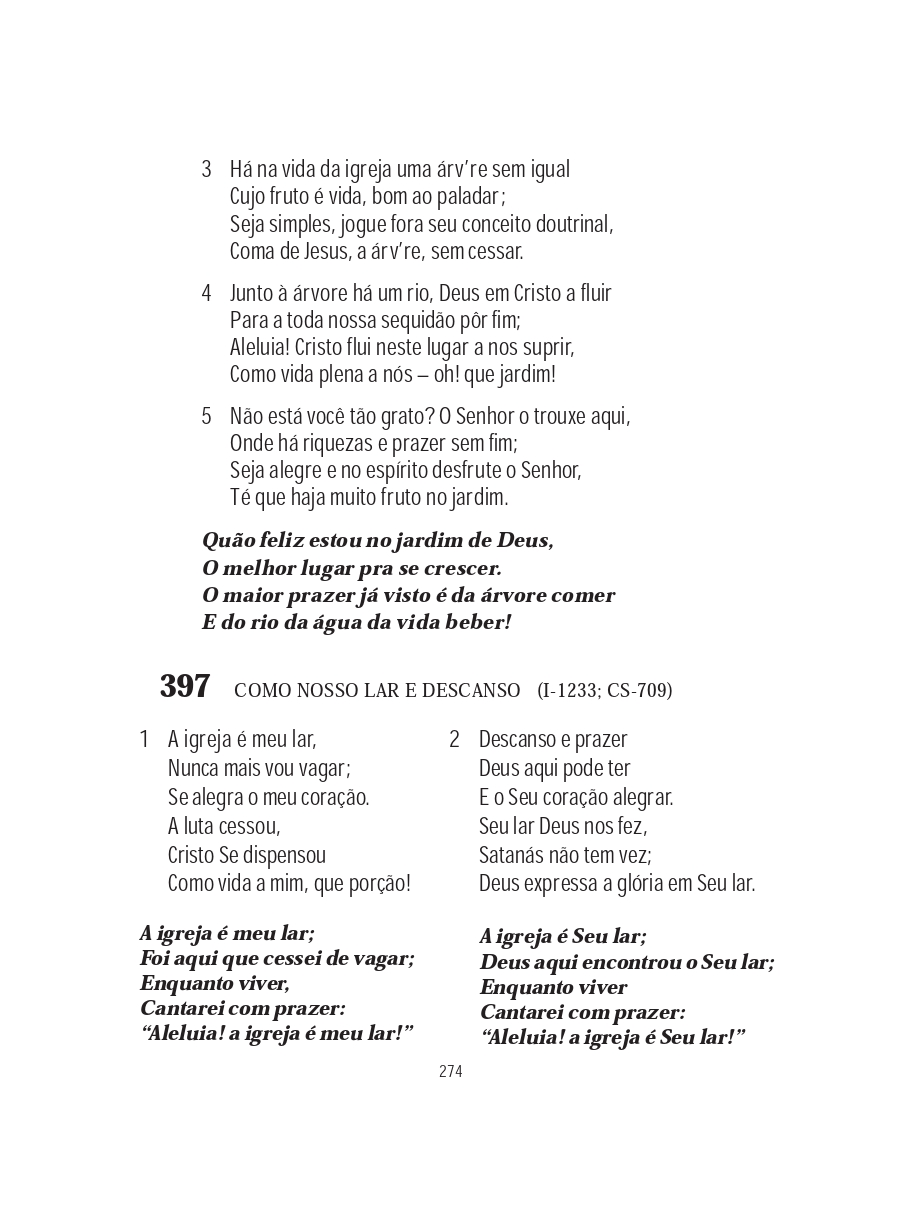 3 Há na vida da igreja uma árv're sem igual
Cujo fruto é vida, bom ao paladar;
Seja simples, jogue fora seu conceito doutrinal,
Coma de Jesus, a árv're, sem cessar.
4 Junto à árvore há um rio, Deus em Cristo a fluir
Para a toda nossa sequidão pôr fim;
Aleluia! Cristo flui neste lugar a nos suprir,
Como vida plena a nós – oh! que jardim!
5 Não está você tão grato? O Senhor o trouxe aqui,
Onde há riquezas e prazer sem fim;
Seja alegre e no espírito desfrute o Senhor,
Té que haja muito fruto no jardim.
Quão feliz estou no jardim de Deus,
O melhor lugar pra se crescer.
O maior prazer já visto é da árvore comer
E do rio da água da vida beber!
397 COMO NOSSO LAR E DESCANSO (I-1233; CS-709)
1 A igreja é meu lar,
Nunca mais vou vagar;
Se alegra o meu coração.
A luta cessou,
Cristo Se dispensou
Como vida a mim, que porção!
A igreja é meu lar;
Foi aqui que cessei de vagar;
Enquanto viver,
Cantarei com prazer:
“Aleluia! a igreja é meu lar!”
2 Descanso e prazer
Deus aqui pode ter
E o Seu coração alegrar.
Seu lar Deus nos fez,
Satanás não tem vez;
Deus expressa a glória em Seu lar.
A igreja é Seu lar;
Deus aqui encontrou o Seu lar;
Enquanto viver
Cantarei com prazer:
“Aleluia! a igreja é Seu lar!”
274